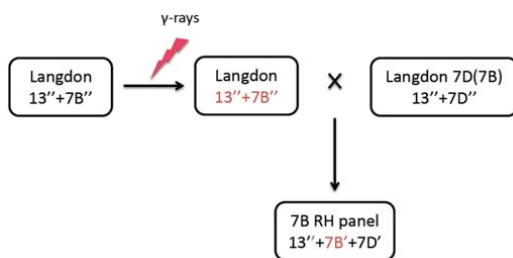 γ-rays
Langdon
13’’+7B’’
Langdon
13’’+7B’’
X
Langdon 7D(7B)
13’’+7D’’
7B RH panel
13’’+7B’+7D’